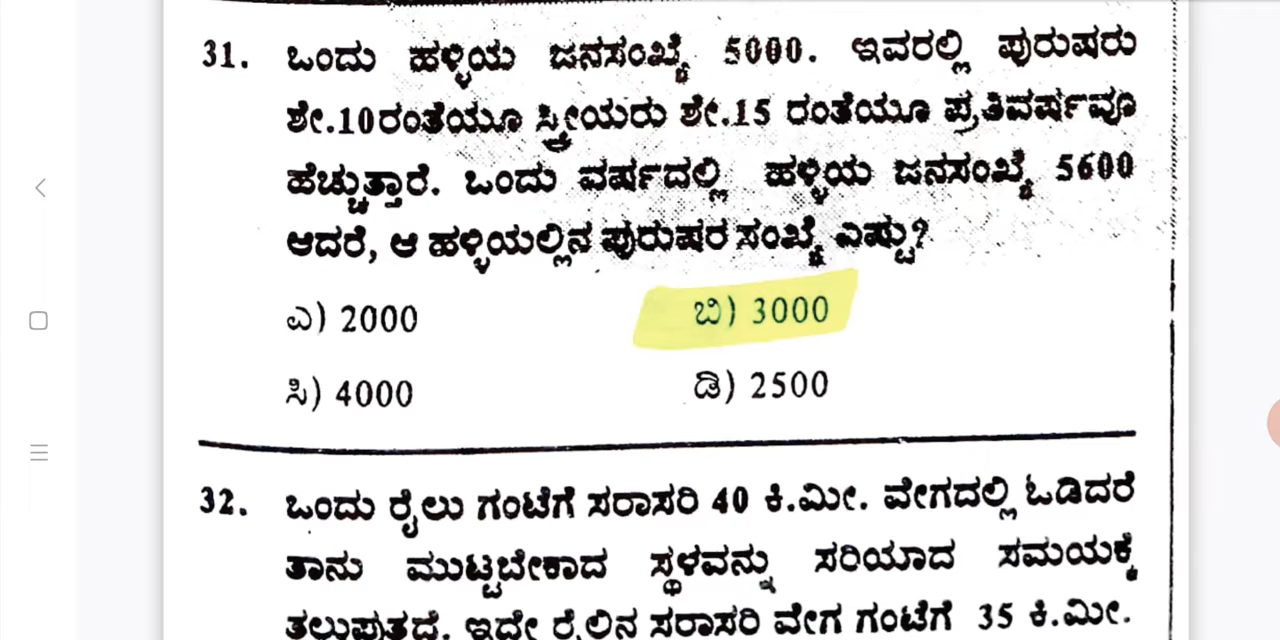 31. ಒಂದು ಹಳ್ಳಿಯ ಜನಸಂಖ್ಯೆ 5000. ಇವರಲ್ಲಿ ಪುರುಷರು
ಶೇ.10ರಂತೆಯೂ ಸ್ತ್ರೀಯರು ಶೇ.15 ರಂತೆಯೂ ಪ್ರತಿವರ್ಷವೂ
ಹೆಚ್ಚುತ್ತಾರೆ. ಒಂದು ವರ್ಷದಲ್ಲಿ ಹಳ್ಳಿಯ ಜನಸಂಖ್ಯೆ 5600
ಆದರೆ, ಆ ಹಳ್ಳಿಯಲ್ಲಿನ ಪುರುಷರ ಸಂಖ್ಯೆ ಎಷ್ಟು?
ಎ) 2000 ಬಿ) 3000
ಸಿ) 4000 ಡಿ) 2500
32. ಒಂದು ರೈಲು ಗಂಟೆಗೆ ಸರಾಸರಿ 40 ಕಿ.ಮೀ. ವೇಗದಲ್ಲಿ ಓಡಿದರೆ
ತಾನು ಮುಟ್ಟಬೇಕಾದ ಸ್ಥಳವನ್ನು ಸರಿಯಾದ ಸಮಯಕ್ಕೆ
ತಲುಪುತ್ತದೆ. ಇದೇ ರೈಲಿನ ಸರಾಸರಿ ವೇಗ ಗಂಟೆಗೆ 35 ಕಿ.ಮೀ.